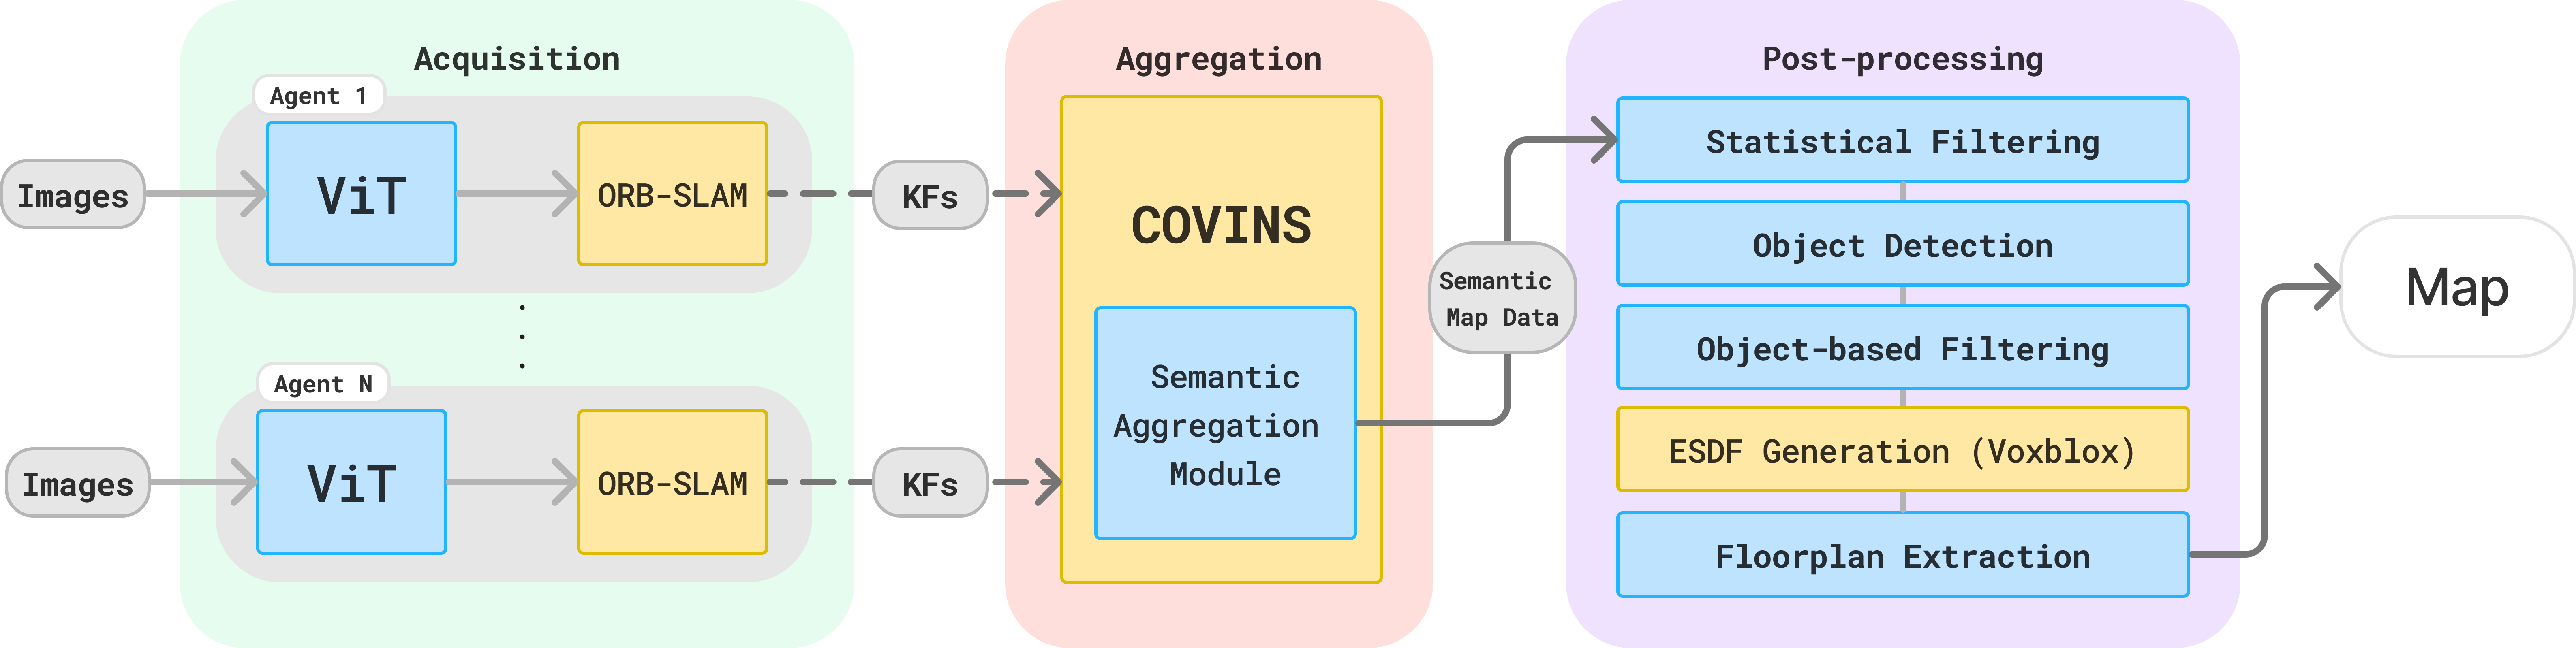 Acquisition
Agent 1
Images
ViT
ORB-SLAM
KFs
Agent N
Images
ViT
ORB-SLAM
KFs
Aggregation
COVINS
Semantic
Aggregation
Module
Semantic
Map Data
Post-processing
Statistical Filtering
Object Detection
Object-based Filtering
ESDF Generation (Voxblox)
Floorplan Extraction
Map